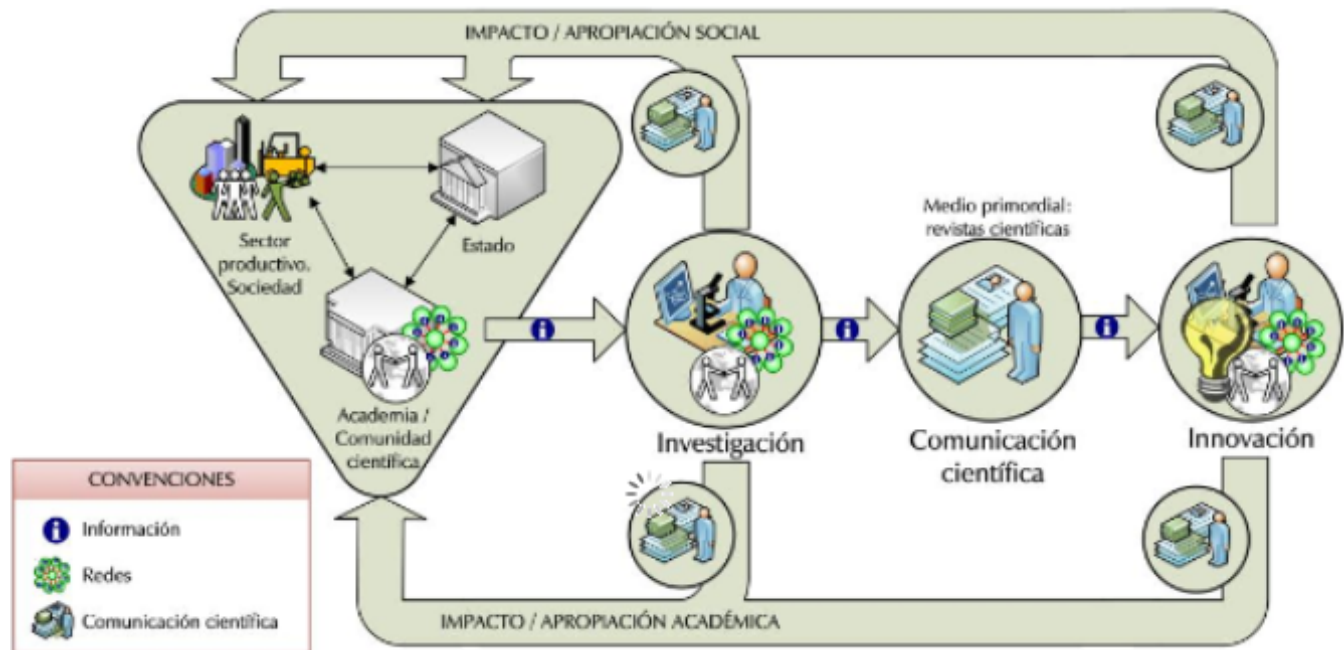 IMPACTO / APROPIACIÓN SOCIAL
Sector
productivo.
Sociedad
Estado
Academia /
Comunidad
científica
Medio primordial:
revistas científicas
Investigación
Comunicación
científica
Innovación
CONVENCIONES
Información
Redes
Comunicación científica
IMPACTO / APROPIACIÓN ACADÉMICA